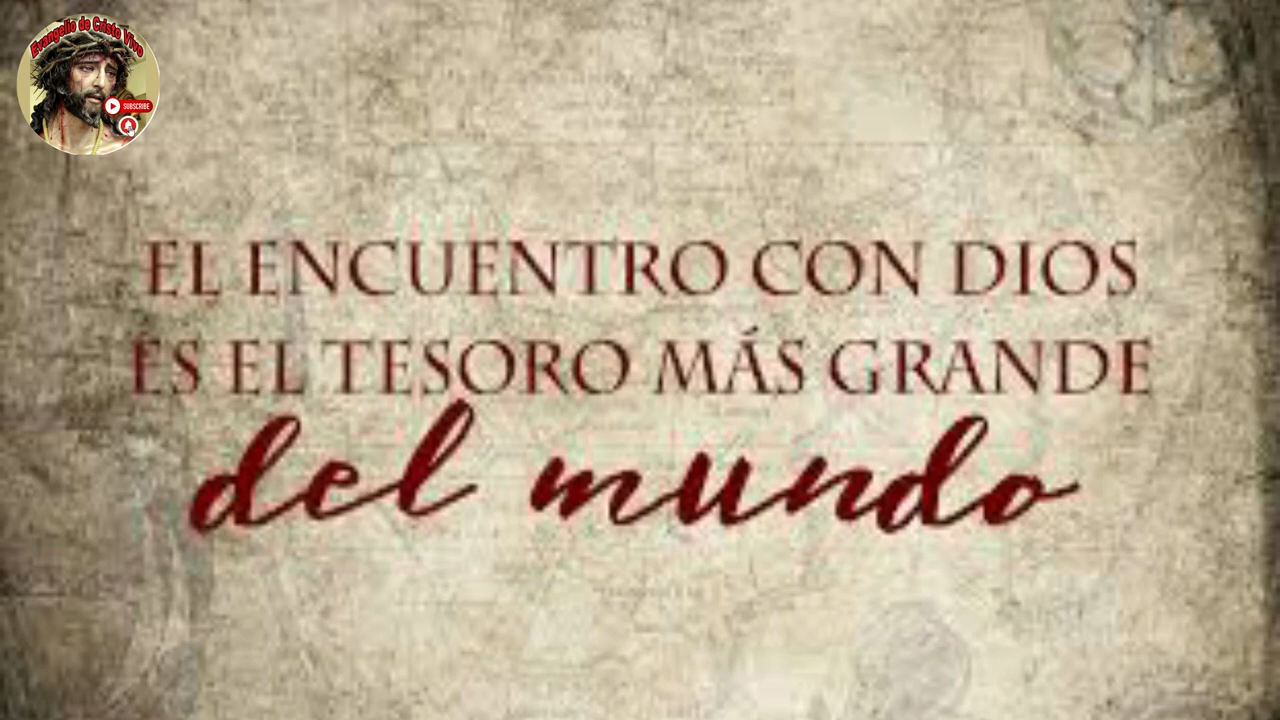 Evangelio de Cristo Vivo
SUBSCRIBE
EL ENCUENTRO CON DIOS
ES EL TESORO MÁS GRANDE
del mundo